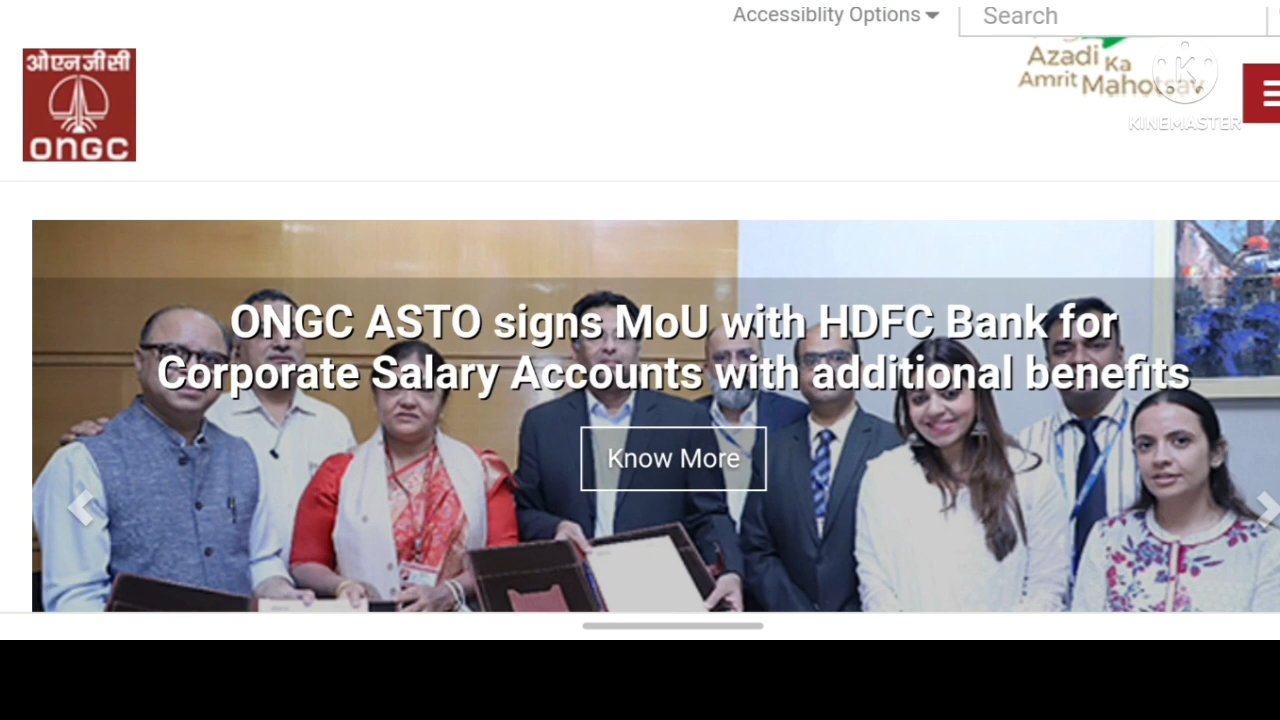 Accessiblity Options
Search
ओएनजीसी
ONGC
Azadi Ka
Amrit Mahotsav
KINEMASTER
ONGC ASTO signs MoU with HDFC Bank for
Corporate Salary Accounts with additional benefits
Know More